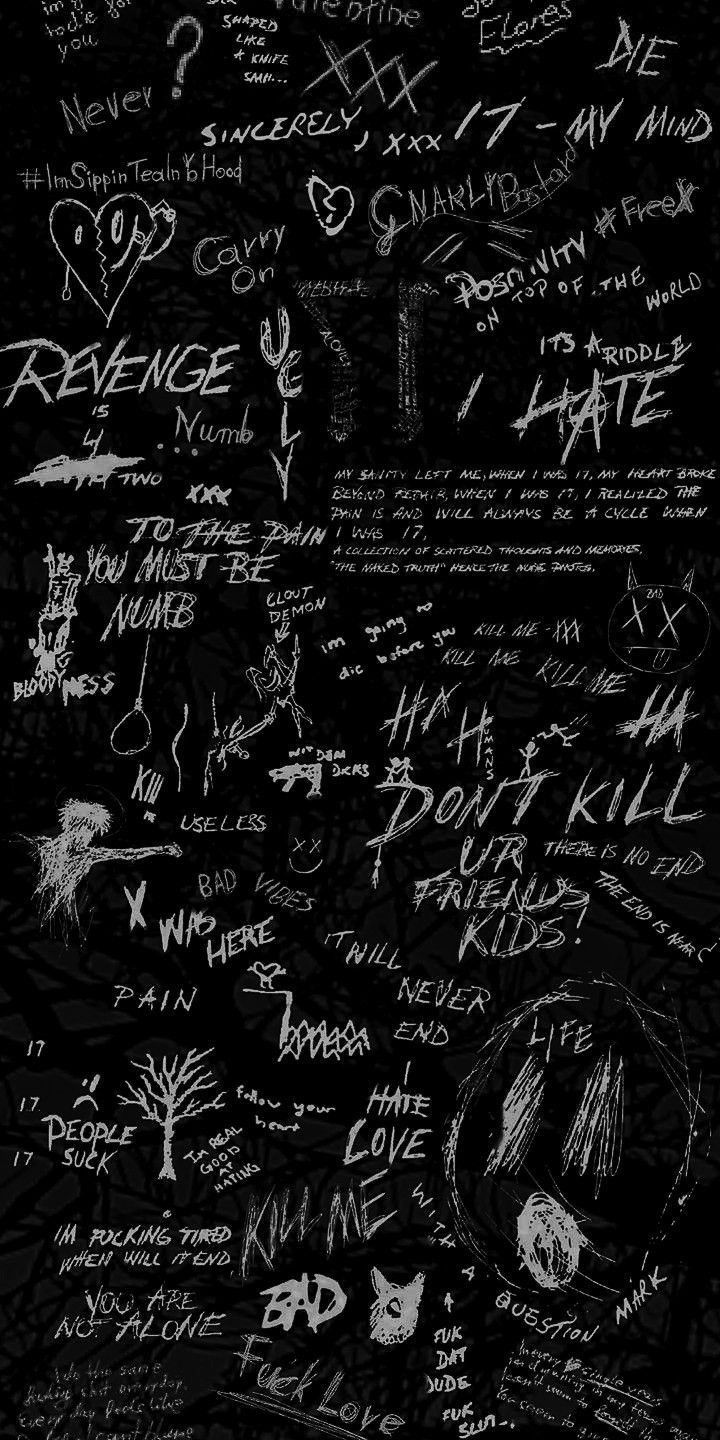 you
Valentine
SHAPED
LIKE
A KNIFE
SMH...
?
XXX
Flores
DIE
Never
SINCERELY, XXX
17 - MY MIND
#ImSippinTeaInYoHood
GNARLY Bastard
#FreeX
Carry
On
POSITIVITY
ON TOP OF THE WORLD
REVENGE
IS
4
TWO
UGLY
ITS A RIDDLE
I HATE
...Numb
XXX
MY SANITY LEFT ME, WHEN I WAS 17, MY HEART BROKE
BEYOND REPAIR, WHEN I WAS 17, I REALIZED THE
PAIN IS AND WILL ALWAYS BE A CYCLE WHEN
I WAS 17.
A COLLECTION OF SCATTERED THOUGHTS AND MEMORIES,
"THE NAKED TRUTH" HENCE THE NUDE PHOTOS.
TO THE PAIN
YOU MUST BE
NUMB
CLOUT
DEMON
im going to
die before you
KILL ME - XXX
KILL ME
KILL ME
BAD
X X
BLOODY MESS
HA
HA
KIll
USELESS
DON'T KILL
UR
FRIENDS
KIDS!
THERE IS NO END
THE END IS NEAR
BAD VIBES
X WAS
HERE
IT WILL
NEVER
END
PAIN
LIFE
17
17
17
PEOPLE
SUCK
follow your
heart
IM REAL
GOOD
AT
HATING
I
HATE
LOVE
KILL ME
WITH A
QUESTION MARK
IM FUCKING TIRED
WHEN WILL IT END
YOU ARE
NOT ALONE
BAD
A
FUK
DAT
DUDE
FUK
SLUT..
Fuck Love